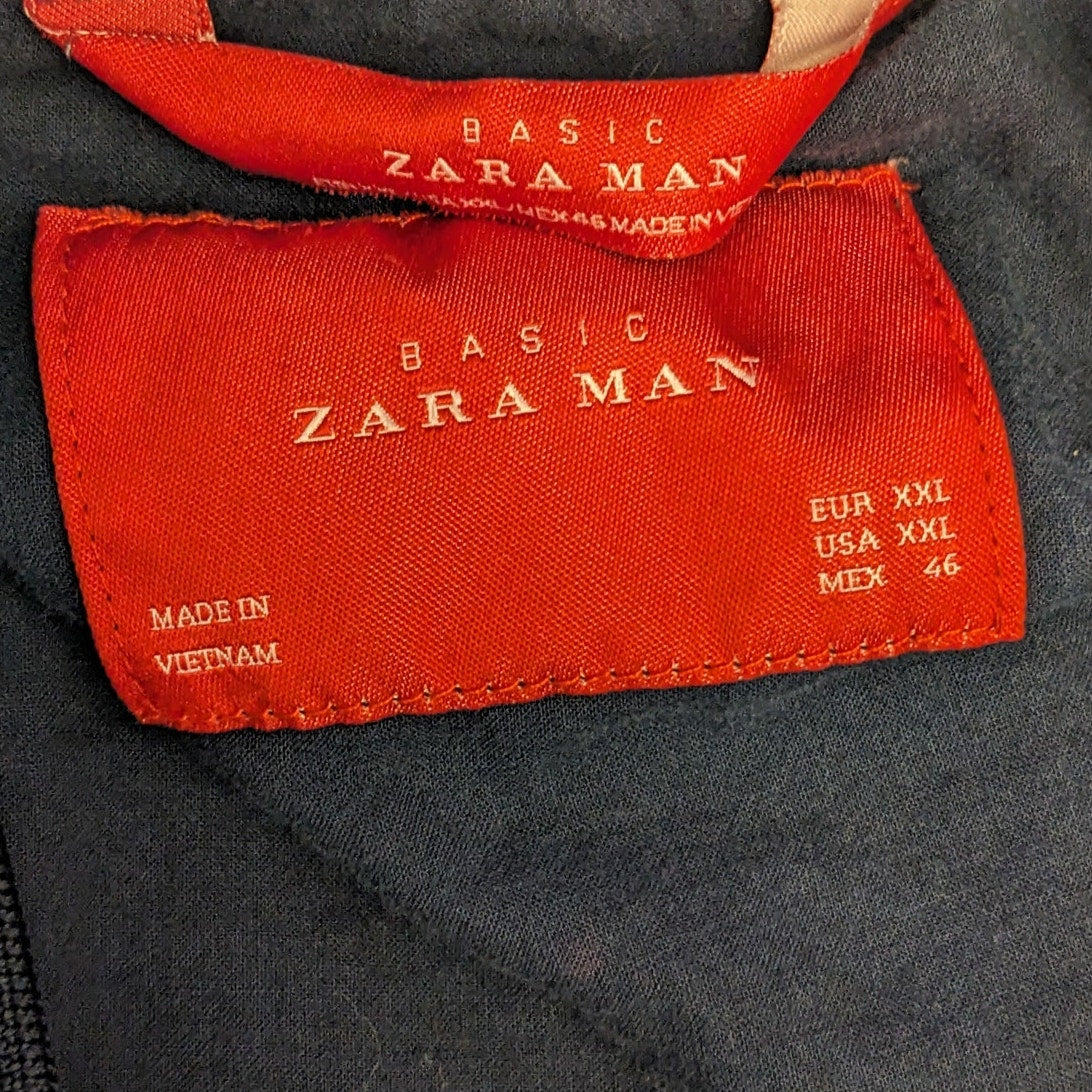 BASIC
ZARA MAN
MEX 46 MADE IN
BASIC
ZARA MAN
EUR XXL
USA XXL
MEX 46
MADE IN
VIETNAM